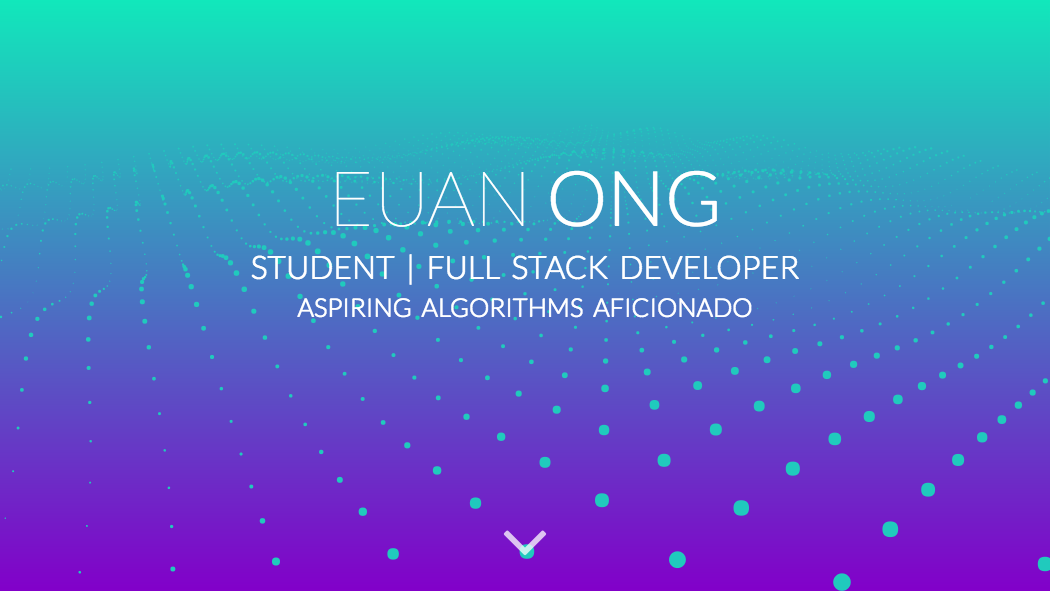 EUAN ONG
STUDENT | FULL STACK DEVELOPER
ASPIRING ALGORITHMS AFICIONADO